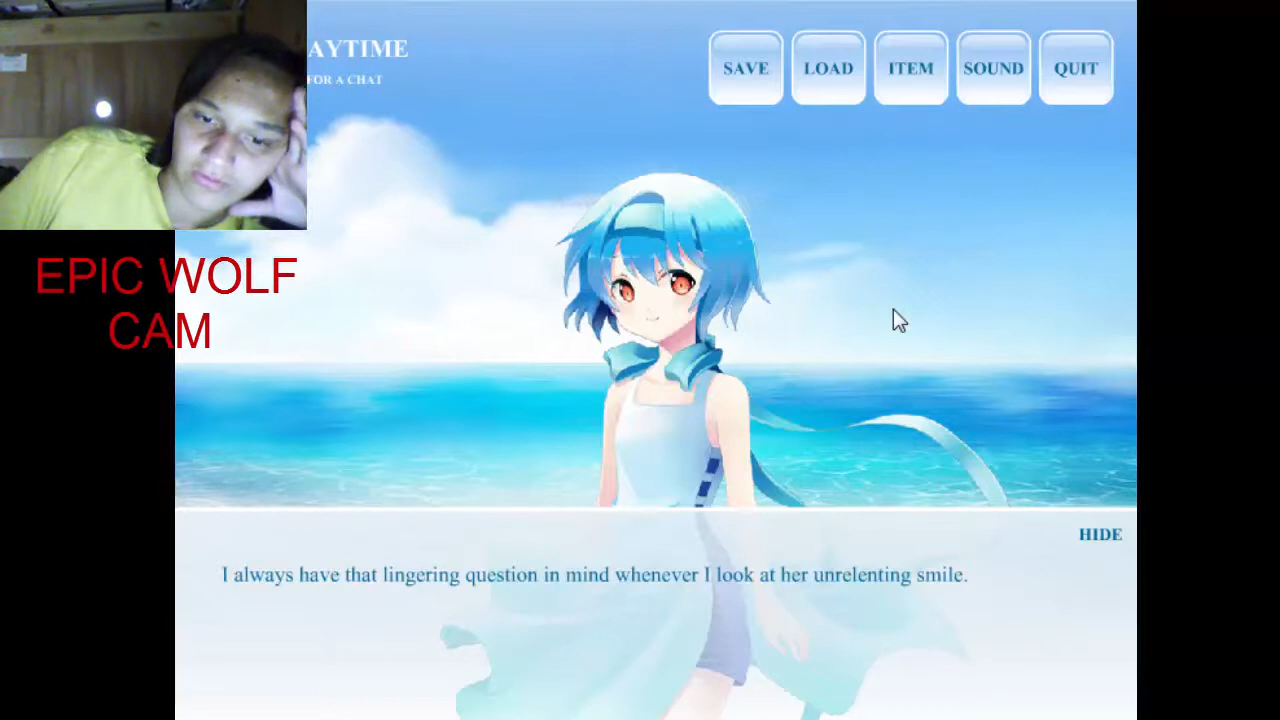 AYTIME
FOR A CHAT
SAVE
LOAD
ITEM
SOUND
QUIT
EPIC WOLF
CAM
HIDE
I always have that lingering question in mind whenever I look at her unrelenting smile.